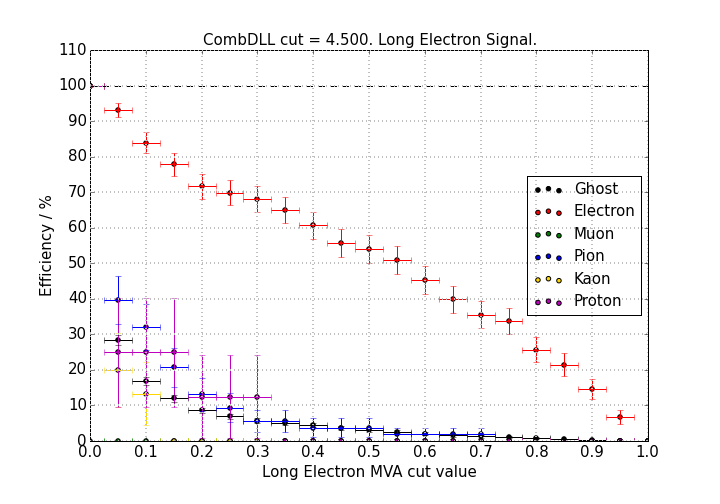 CombDLL cut = 4.500. Long Electron Signal.
110
100
90
80
70
60
50
40
30
20
10
0
Efficiency / %
Ghost
Electron
Muon
Pion
Kaon
Proton
0.0 0.1 0.2 0.3 0.4 0.5 0.6 0.7 0.8 0.9 1.0
Long Electron MVA cut value